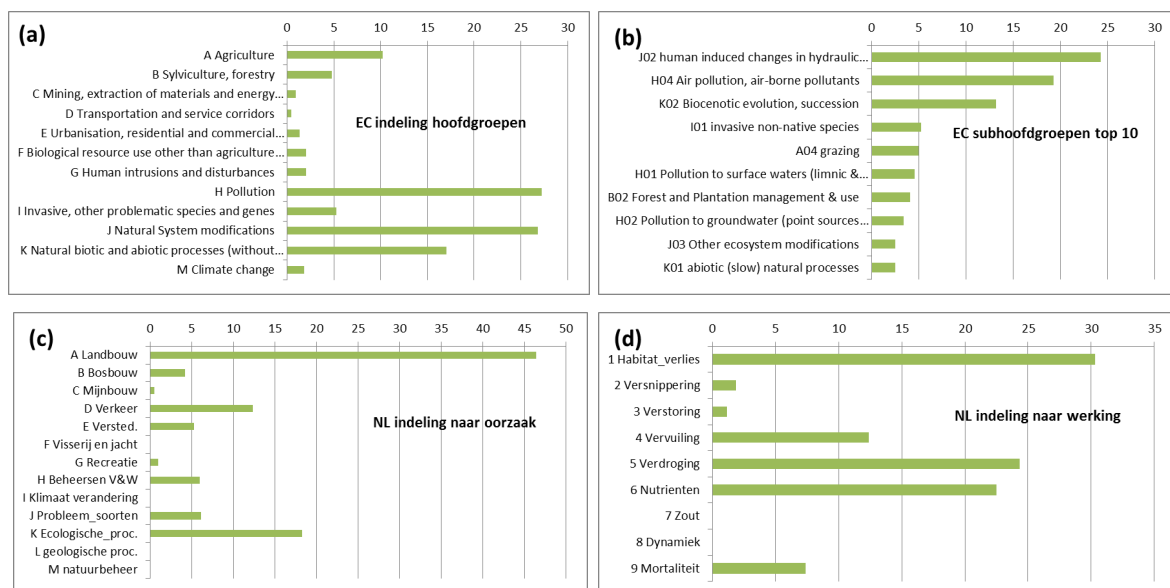 (a)
0 5 10 15 20 25 30
A Agriculture
B Sylviculture, forestry
C Mining, extraction of materials and energy...
D Transportation and service corridors
E Urbanisation, residential and commercial...
F Biological resource use other than agriculture...
G Human intrusions and disturbances
H Pollution
I Invasive, other problematic species and genes
J Natural System modifications
K Natural biotic and abiotic processes (without...
M Climate change
EC indeling hoofdgroepen
(b)
0 5 10 15 20 25 30
J02 human induced changes in hydraulic...
H04 Air pollution, air-borne pollutants
K02 Biocenotic evolution, succession
I01 invasive non-native species
A04 grazing
H01 Pollution to surface waters (limnic &...
B02 Forest and Plantation management & use
H02 Pollution to groundwater (point sources...
J03 Other ecosystem modifications
K01 abiotic (slow) natural processes
EC subhoofdgroepen top 10
(c)
0 5 10 15 20 25 30 35 40 45 50
A Landbouw
B Bosbouw
C Mijnbouw
D Verkeer
E Versted.
F Visserij en jacht
G Recreatie
H Beheersen V&W
I Klimaat verandering
J Probleem_soorten
K Ecologische_proc.
L geologische proc.
M natuurbeheer
NL indeling naar oorzaak
(d)
0 5 10 15 20 25 30 35
1 Habitat_verlies
2 Versnippering
3 Verstoring
4 Vervuiling
5 Verdroging
6 Nutrienten
7 Zout
8 Dynamiek
9 Mortaliteit
NL indeling naar werking